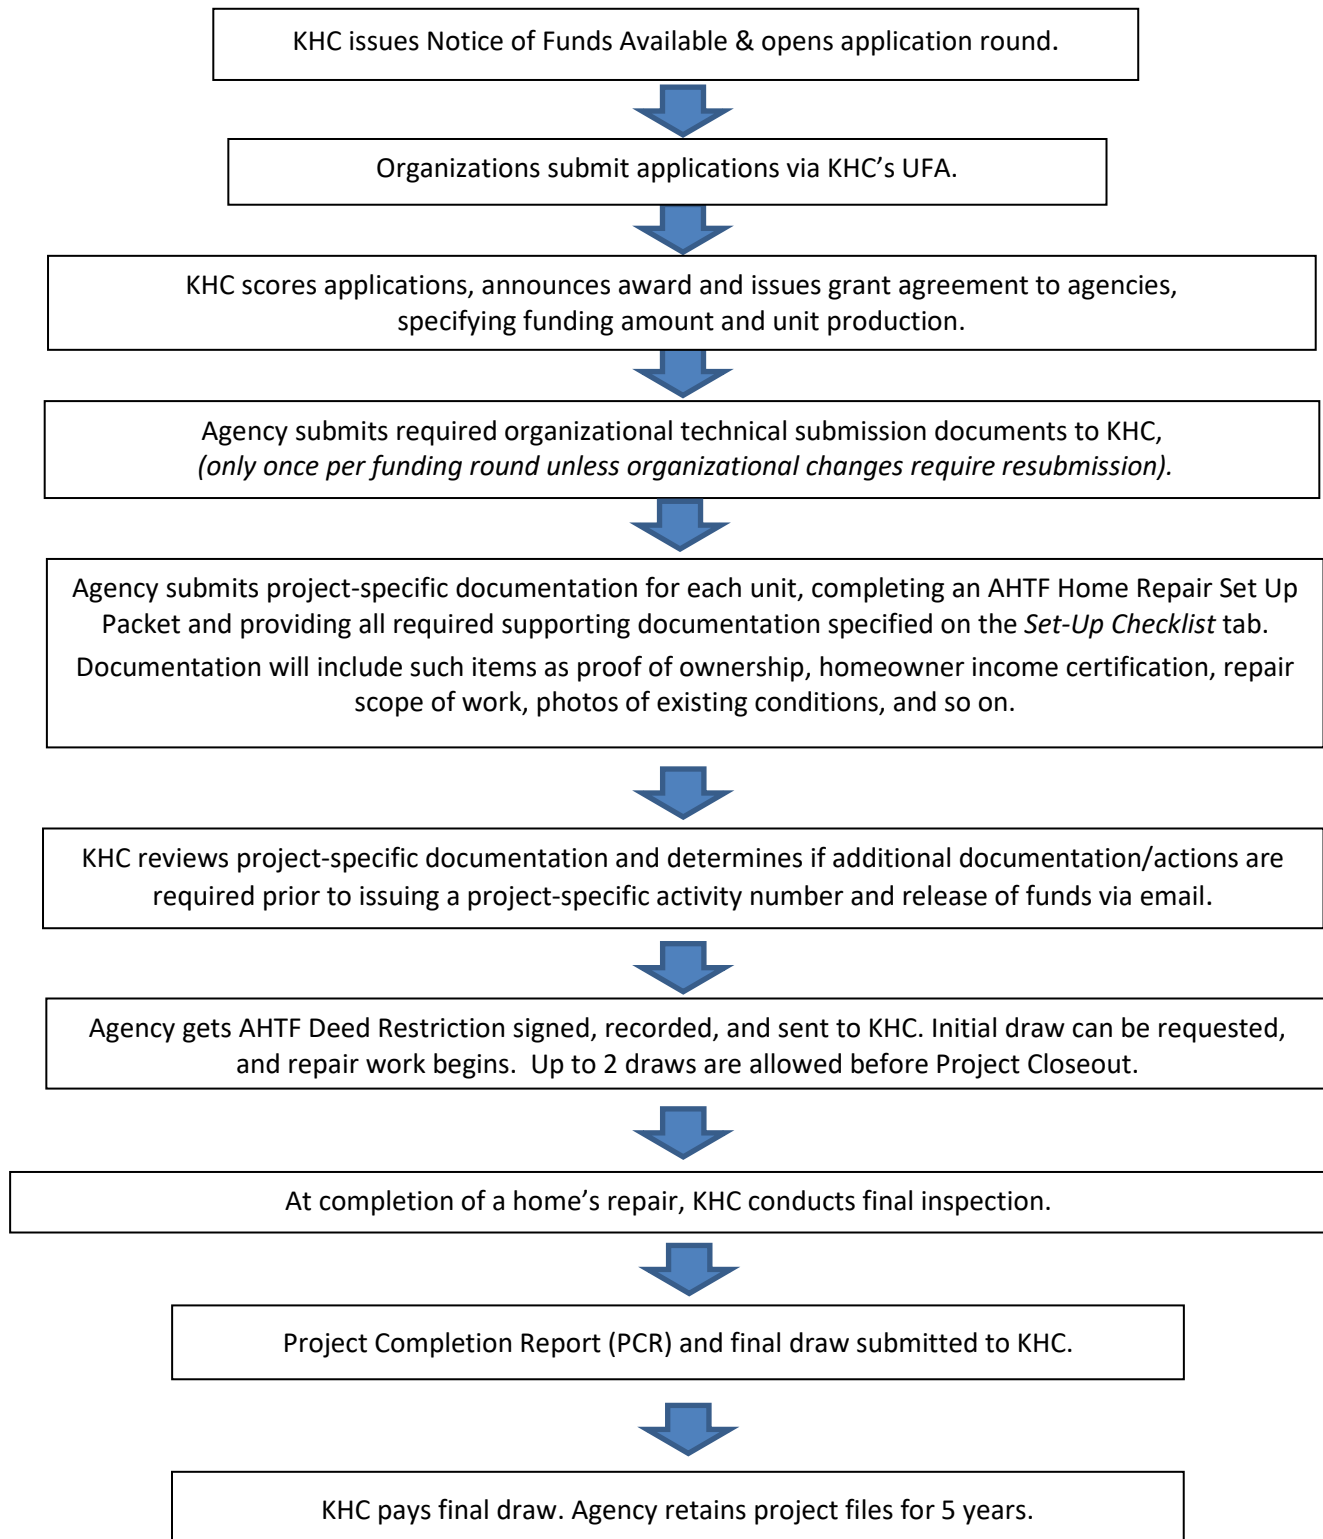 KHC issues Notice of Funds Available & opens application round.
Organizations submit applications via KHC’s UFA.
KHC scores applications, announces award and issues grant agreement to agencies,
specifying funding amount and unit production.
Agency submits required organizational technical submission documents to KHC,
(only once per funding round unless organizational changes require resubmission).
Agency submits project-specific documentation for each unit, completing an AHTF Home Repair Set Up
Packet and providing all required supporting documentation specified on the Set-Up Checklist tab.
Documentation will include such items as proof of ownership, homeowner income certification, repair
scope of work, photos of existing conditions, and so on.
KHC reviews project-specific documentation and determines if additional documentation/actions are
required prior to issuing a project-specific activity number and release of funds via email.
Agency gets AHTF Deed Restriction signed, recorded, and sent to KHC. Initial draw can be requested,
and repair work begins.  Up to 2 draws are allowed before Project Closeout.
At completion of a home’s repair, KHC conducts final inspection.
Project Completion Report (PCR) and final draw submitted to KHC.
KHC pays final draw. Agency retains project files for 5 years.